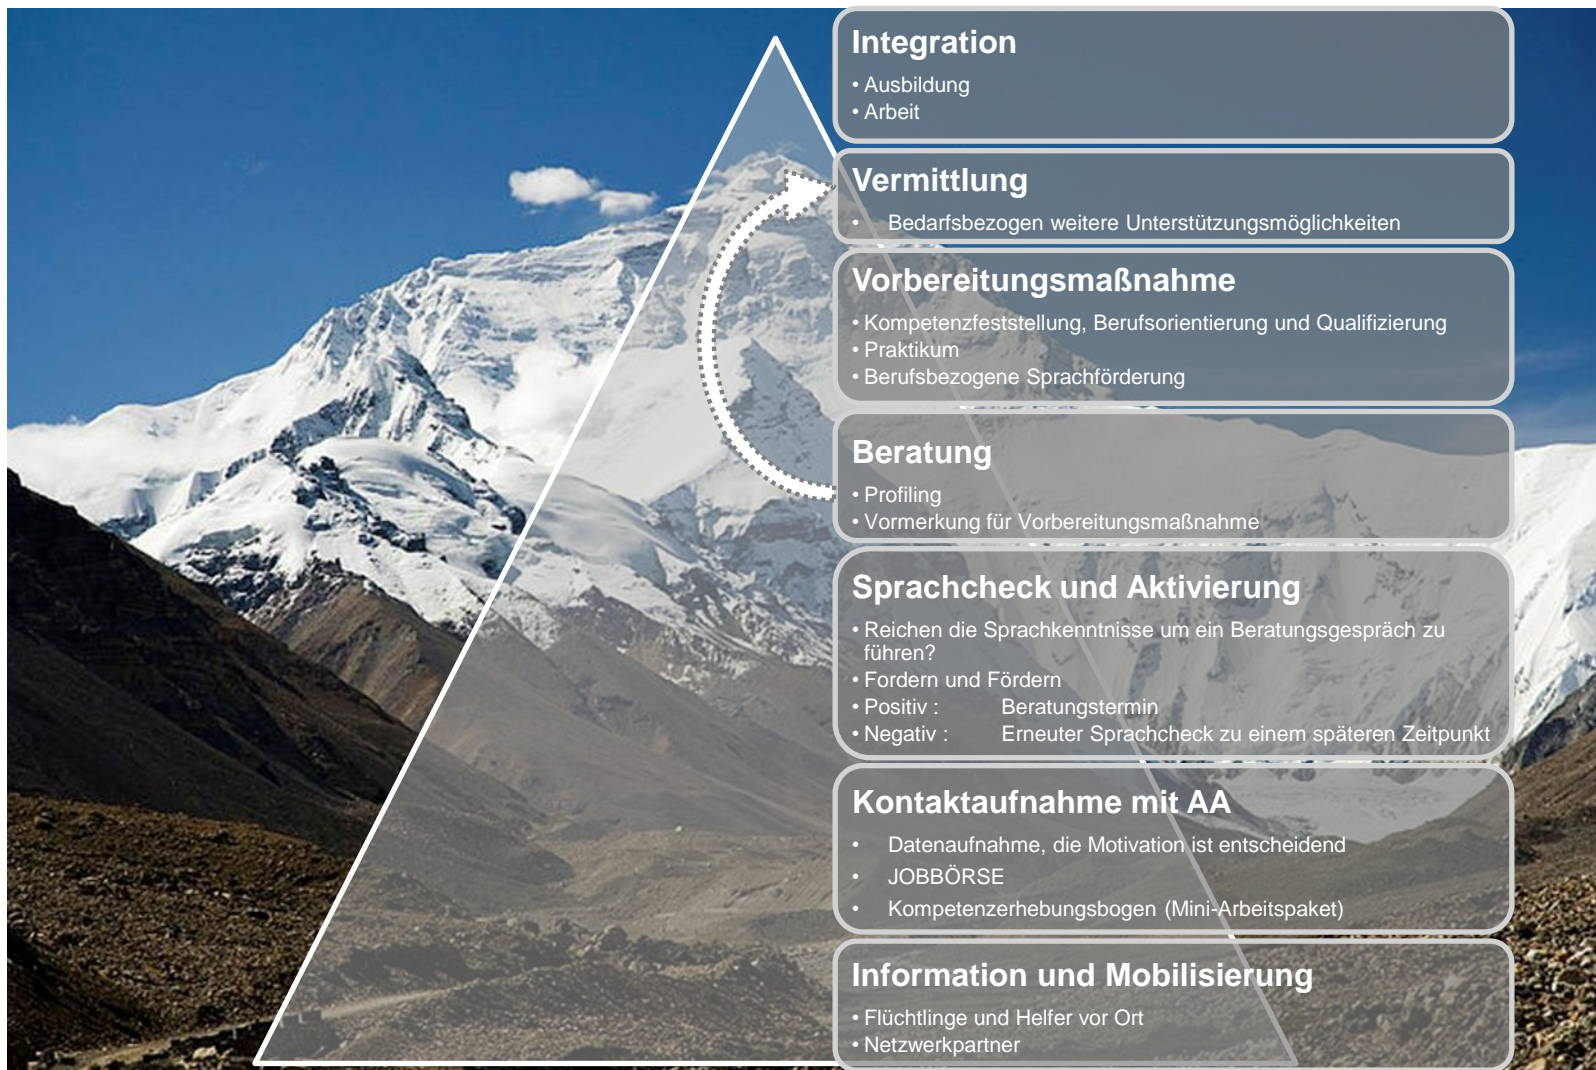 Integration
• Ausbildung
• Arbeit
Vermittlung
• Bedarfsbezogen weitere Unterstützungsmöglichkeiten
Vorbereitungsmaßnahme
• Kompetenzfeststellung, Berufsorientierung und Qualifizierung
• Praktikum
• Berufsbezogene Sprachförderung
Beratung
• Profiling
• Vormerkung für Vorbereitungsmaßnahme
Sprachcheck und Aktivierung
• Reichen die Sprachkenntnisse um ein Beratungsgespräch zu
führen?
• Fordern und Fördern
• Positiv : Beratungstermin
• Negativ : Erneuter Sprachcheck zu einem späteren Zeitpunkt
Kontaktaufnahme mit AA
• Datenaufnahme, die Motivation ist entscheidend
• JOBBÖRSE
• Kompetenzerhebungsbogen (Mini-Arbeitspaket)
Information und Mobilisierung
• Flüchtlinge und Helfer vor Ort
• Netzwerkpartner